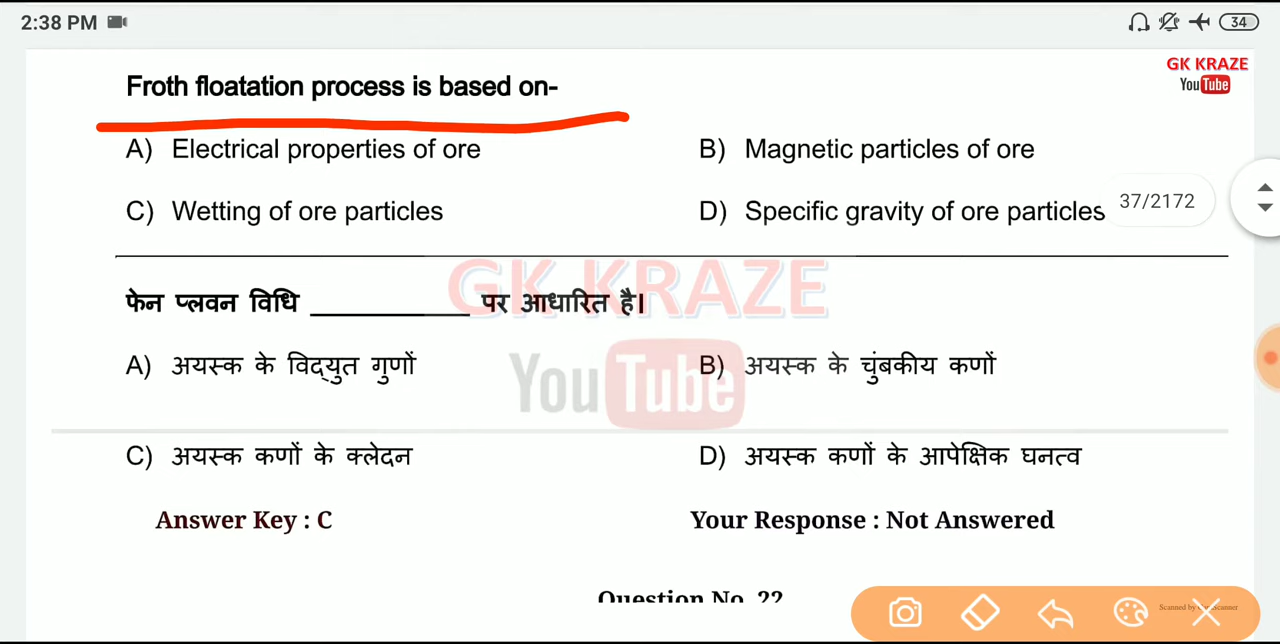 2:38 PM
34
GK KRAZE
YouTube
Froth floatation process is based on-
A) Electrical properties of ore
B) Magnetic particles of ore
C) Wetting of ore particles
D) Specific gravity of ore particles
37/2172
GK KRAZE
फेन प्लवन विधि __________ पर आधारित है।
YouTube
A) अयस्क के विद्युत गुणों
B) अयस्क के चुंबकीय कणों
C) अयस्क कणों के क्लेदन
D) अयस्क कणों के आपेक्षिक घनत्व
Answer Key : C
Your Response : Not Answered
Question No. 22
Scanned by